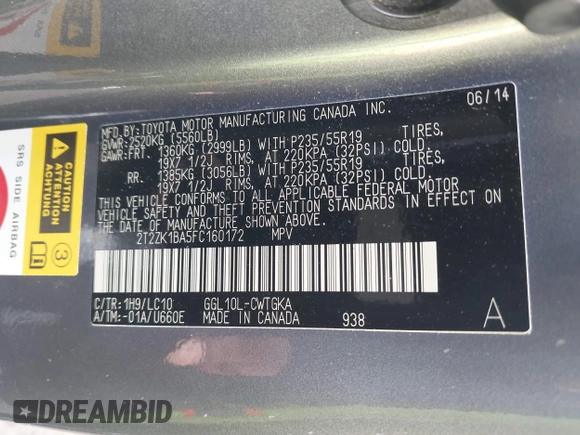 MFD.BY:TOYOTA MOTOR MANUFACTURING CANADA INC. 06/14
GVWR:2520KG (5560LB)
GAWR:FRT. 1360KG (2999LB) WITH P235/55R19 TIRES,
19X7 1/2J RIMS, AT 220KPA (32PSI) COLD.
RR. 1385KG (3056LB) WITH P235/55R19 TIRES,
19X7 1/2J RIMS, AT 220KPA (32PSI) COLD.
THIS VEHICLE CONFORMS TO ALL APPLICABLE FEDERAL MOTOR
VEHICLE SAFETY AND BUMPER STANDARDS IN EFFECT ON
THE DATE OF MANUFACTURE SHOWN ABOVE.
2T2ZK1BA5FC160172 MPV
C/TR: 1H9/LC10 GGL10L-CWTGKA
A/TM:-01A/U660E MADE IN CANADA 938 A
SRS SIDE AIRBAG
CAUTION
ATTENTION
ACHTUNG
3
DREAMBID